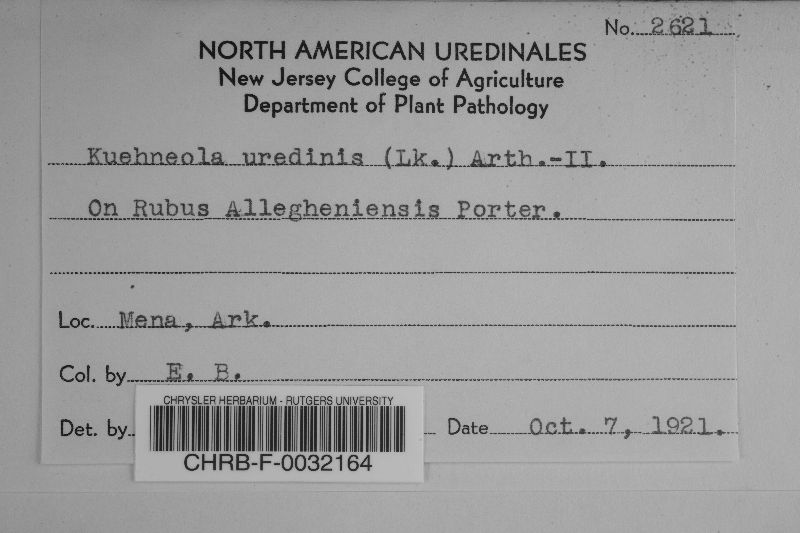 No. 2621
NORTH AMERICAN UREDINALES
New Jersey College of Agriculture
Department of Plant Pathology
Kuehneola uredinis (Lk.) Arth.-II.
On Rubus Allegheniensis Porter.
Loc. Mena, Ark.
Col. by E. B.
Det. by
Date Oct. 7, 1921.
CHRYSLER HERBARIUM - RUTGERS UNIVERSITY
CHRB-F-0032164